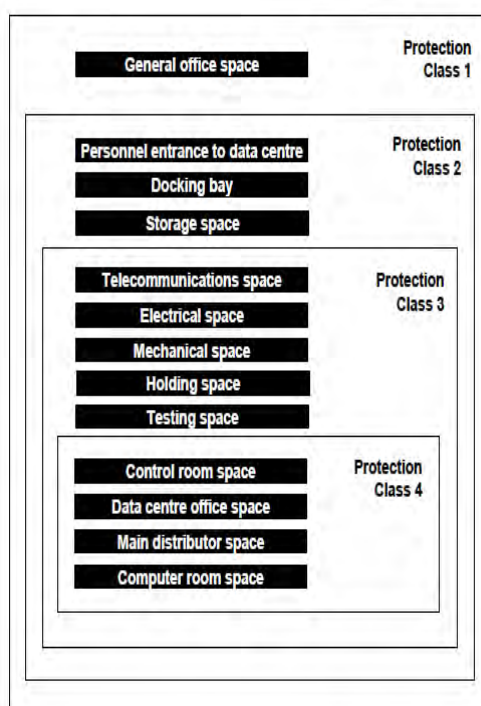 General office space
Protection
Class 1
Personnel entrance to data centre
Protection
Class 2
Docking bay
Storage space
Telecommunications space
Protection
Class 3
Electrical space
Mechanical space
Holding space
Testing space
Control room space
Protection
Class 4
Data centre office space
Main distributor space
Computer room space